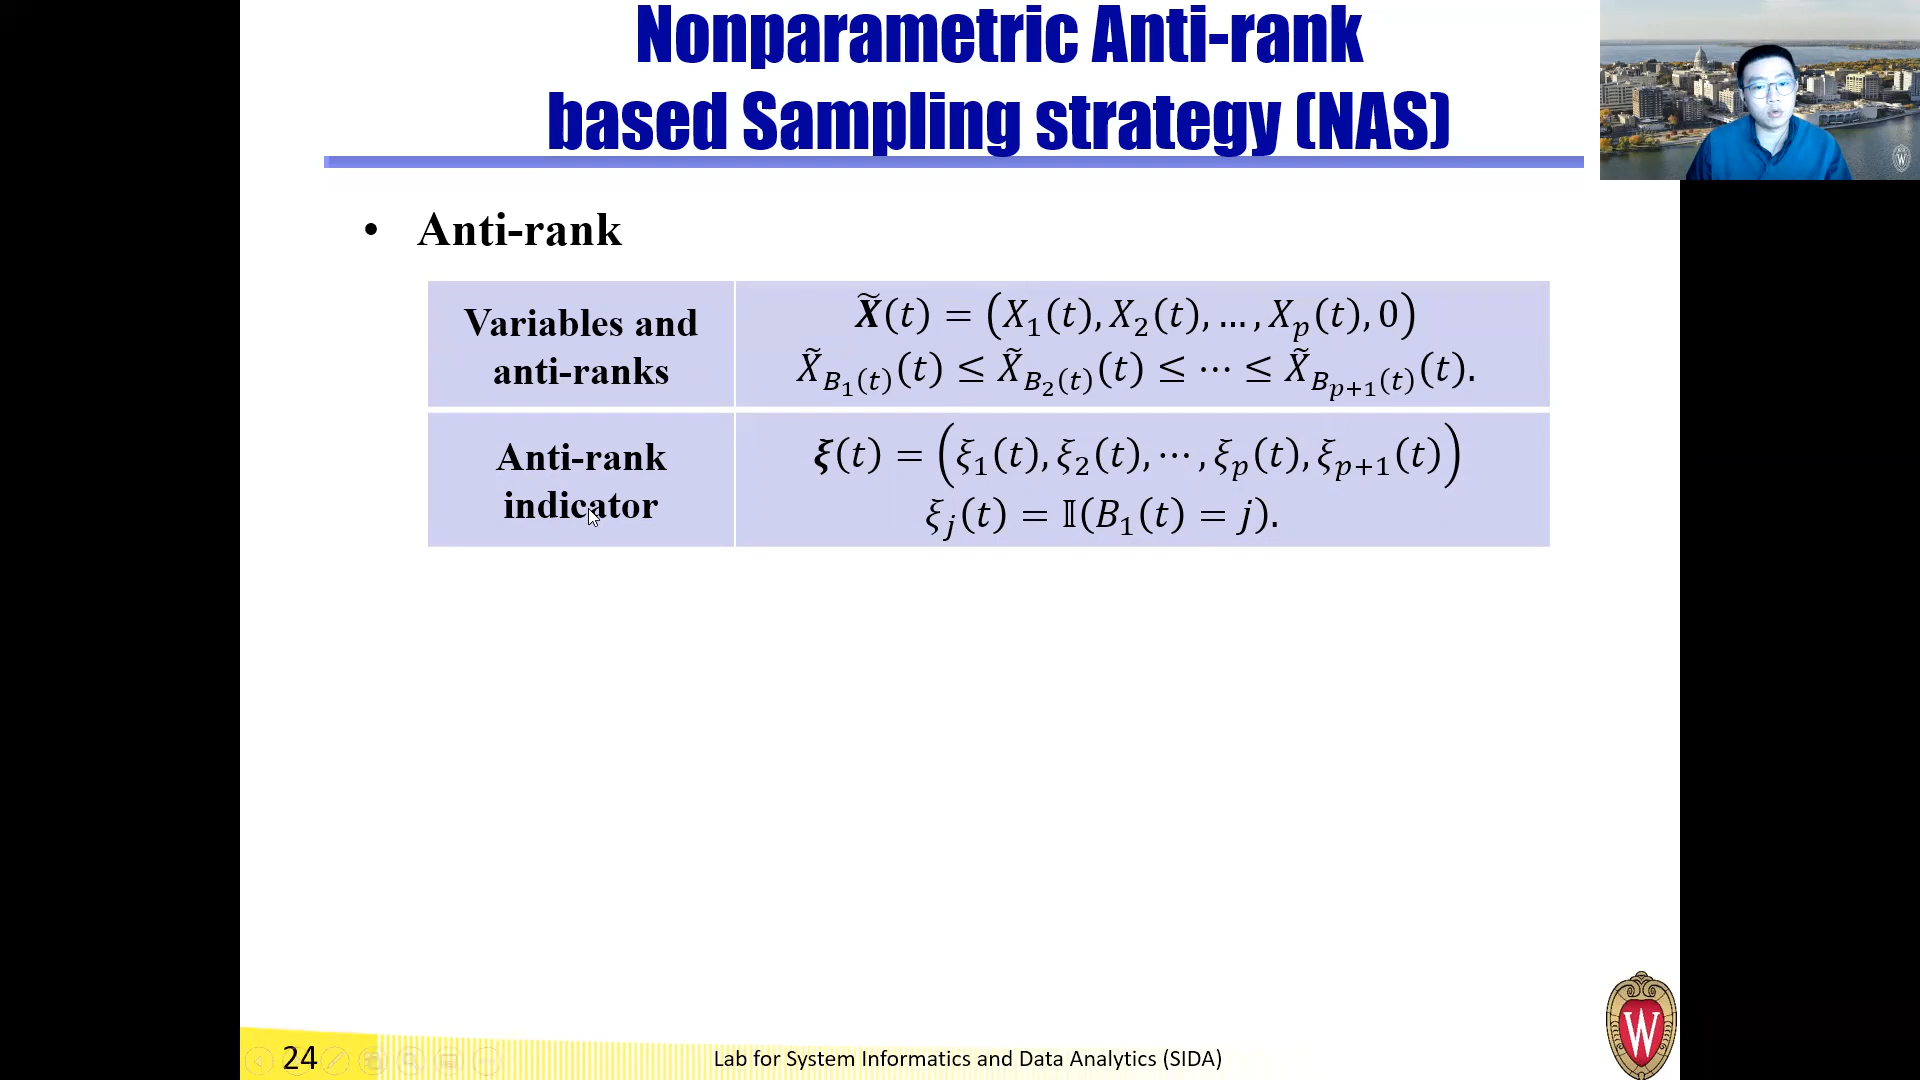 Nonparametric Anti-rank
based Sampling strategy (NAS)
• Anti-rank
Variables and
anti-ranks
X̃(t) = (X₁(t), X₂(t), … , Xₚ(t), 0)
X̃_{B₁(t)}(t) ≤ X̃_{B₂(t)}(t) ≤ ⋯ ≤ X̃_{B_{p+1}(t)}(t).
Anti-rank
indicator
ξ(t) = (ξ₁(t), ξ₂(t), ⋯ , ξₚ(t), ξ_{p+1}(t))
ξⱼ(t) = 𝕀(B₁(t) = j).
24
Lab for System Informatics and Data Analytics (SIDA)
W
W